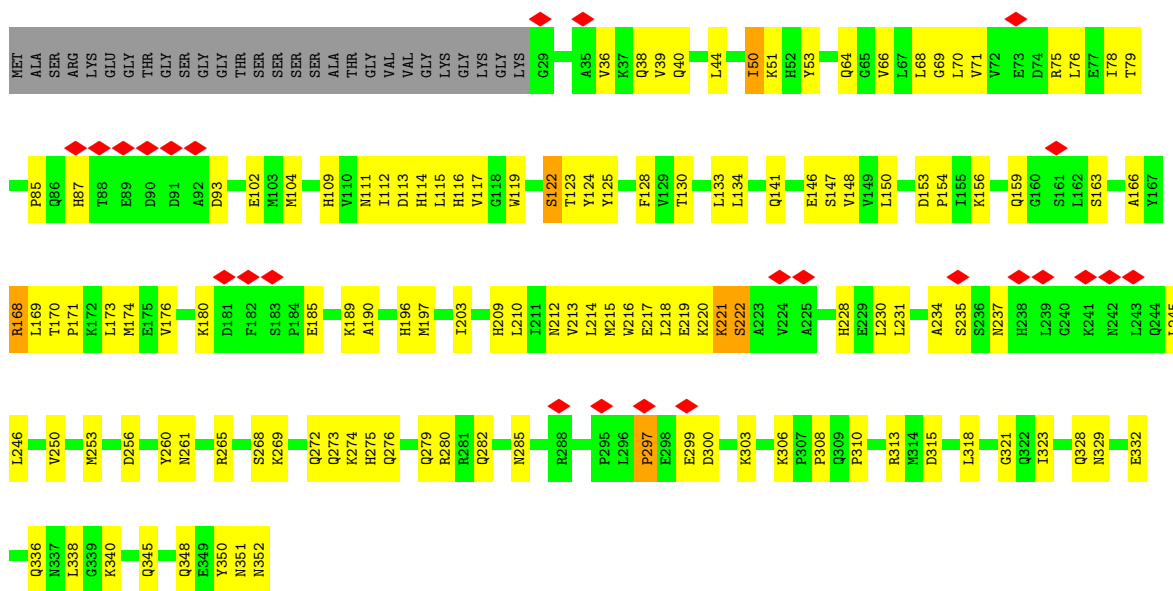 MET ALA SER ARG LYS GLU GLY THR GLY SER GLY GLY THR SER SER SER SER ALA THR GLY VAL VAL GLY LYS GLY LYS GLY LYS G29 A35 V36 K37 Q38 V39 Q40 L44 I50 K51 H52 Y53 Q64 G65 V66 L67 L68 G69 L70 V71 V72 E73 D74 R75 L76 E77 I78 T79
P85 Q86 H87 T88 E89 D90 D91 A92 D93 E102 M103 M104 H109 V110 N111 I112 D113 H114 L115 H116 V117 G118 W119 S122 T123 Y124 Y125 F128 V129 T130 L133 L134 Q141 E146 S147 V148 V149 L150 D153 P154 I155 K156 Q159 G160 S161 L162 S163 A166 Y167
R168 L169 T170 P171 K172 L173 M174 E175 V176 K180 D181 F182 S183 P184 E185 K189 A190 H196 M197 I203 H209 L210 I211 N212 V213 L214 M215 W216 E217 L218 E219 K220 K221 S222 A223 V224 A225 H228 E229 L230 L231 A234 S235 S236 N237 H238 L239 G240 K241 N242 L243 Q244 L245
L246 V250 M253 D256 Y260 N261 R265 S268 K269 Q272 Q273 K274 H275 Q276 Q279 R280 R281 Q282 N285 R288 P295 L296 P297 E298 E299 D300 K303 K306 P307 P308 Q309 P310 R313 M314 D315 L318 G321 Q322 I323 Q328 N329 E332
Q336 N337 L338 G339 K340 Q345 Q348 E349 Y350 N351 N352